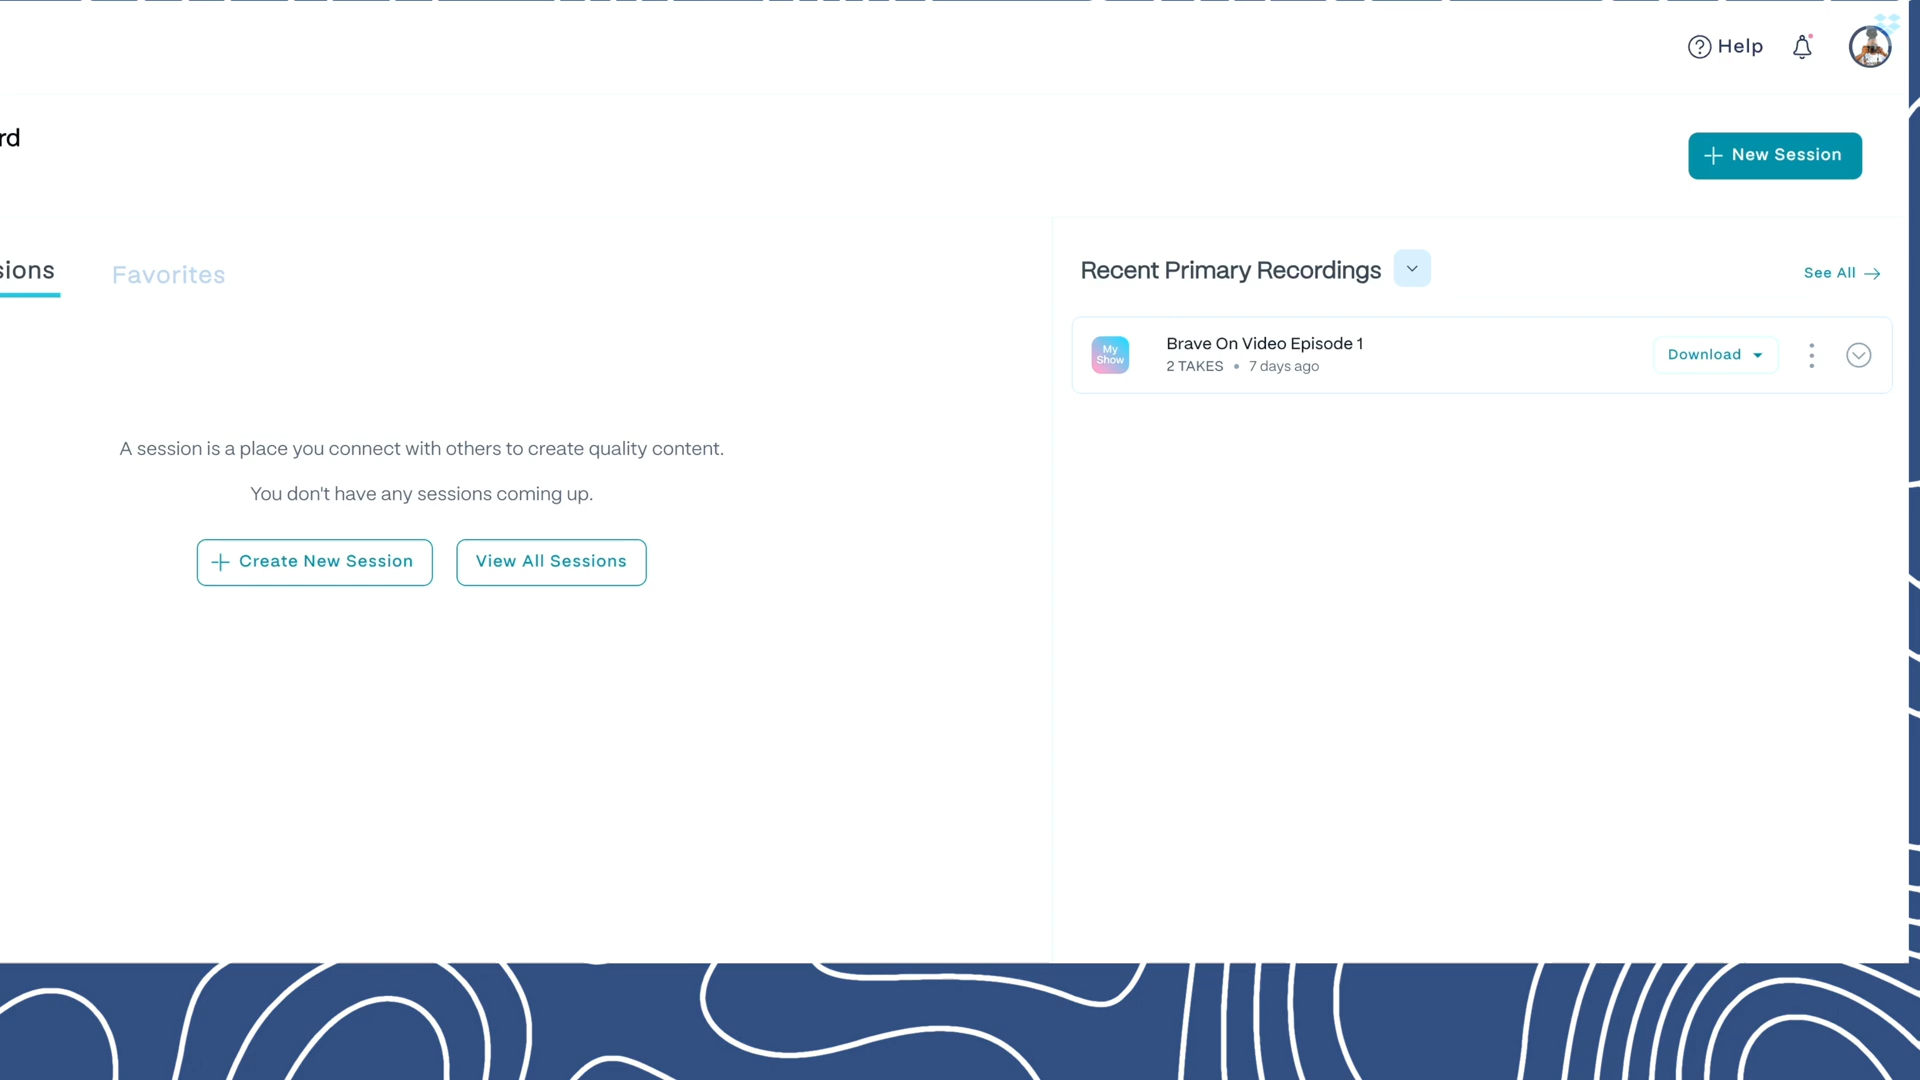 Help
rd
New Session
sions
Favorites
Recent Primary Recordings
See All
My
Show
Brave On Video Episode 1
2 TAKES • 7 days ago
Download
A session is a place you connect with others to create quality content.
You don't have any sessions coming up.
Create New Session
View All Sessions